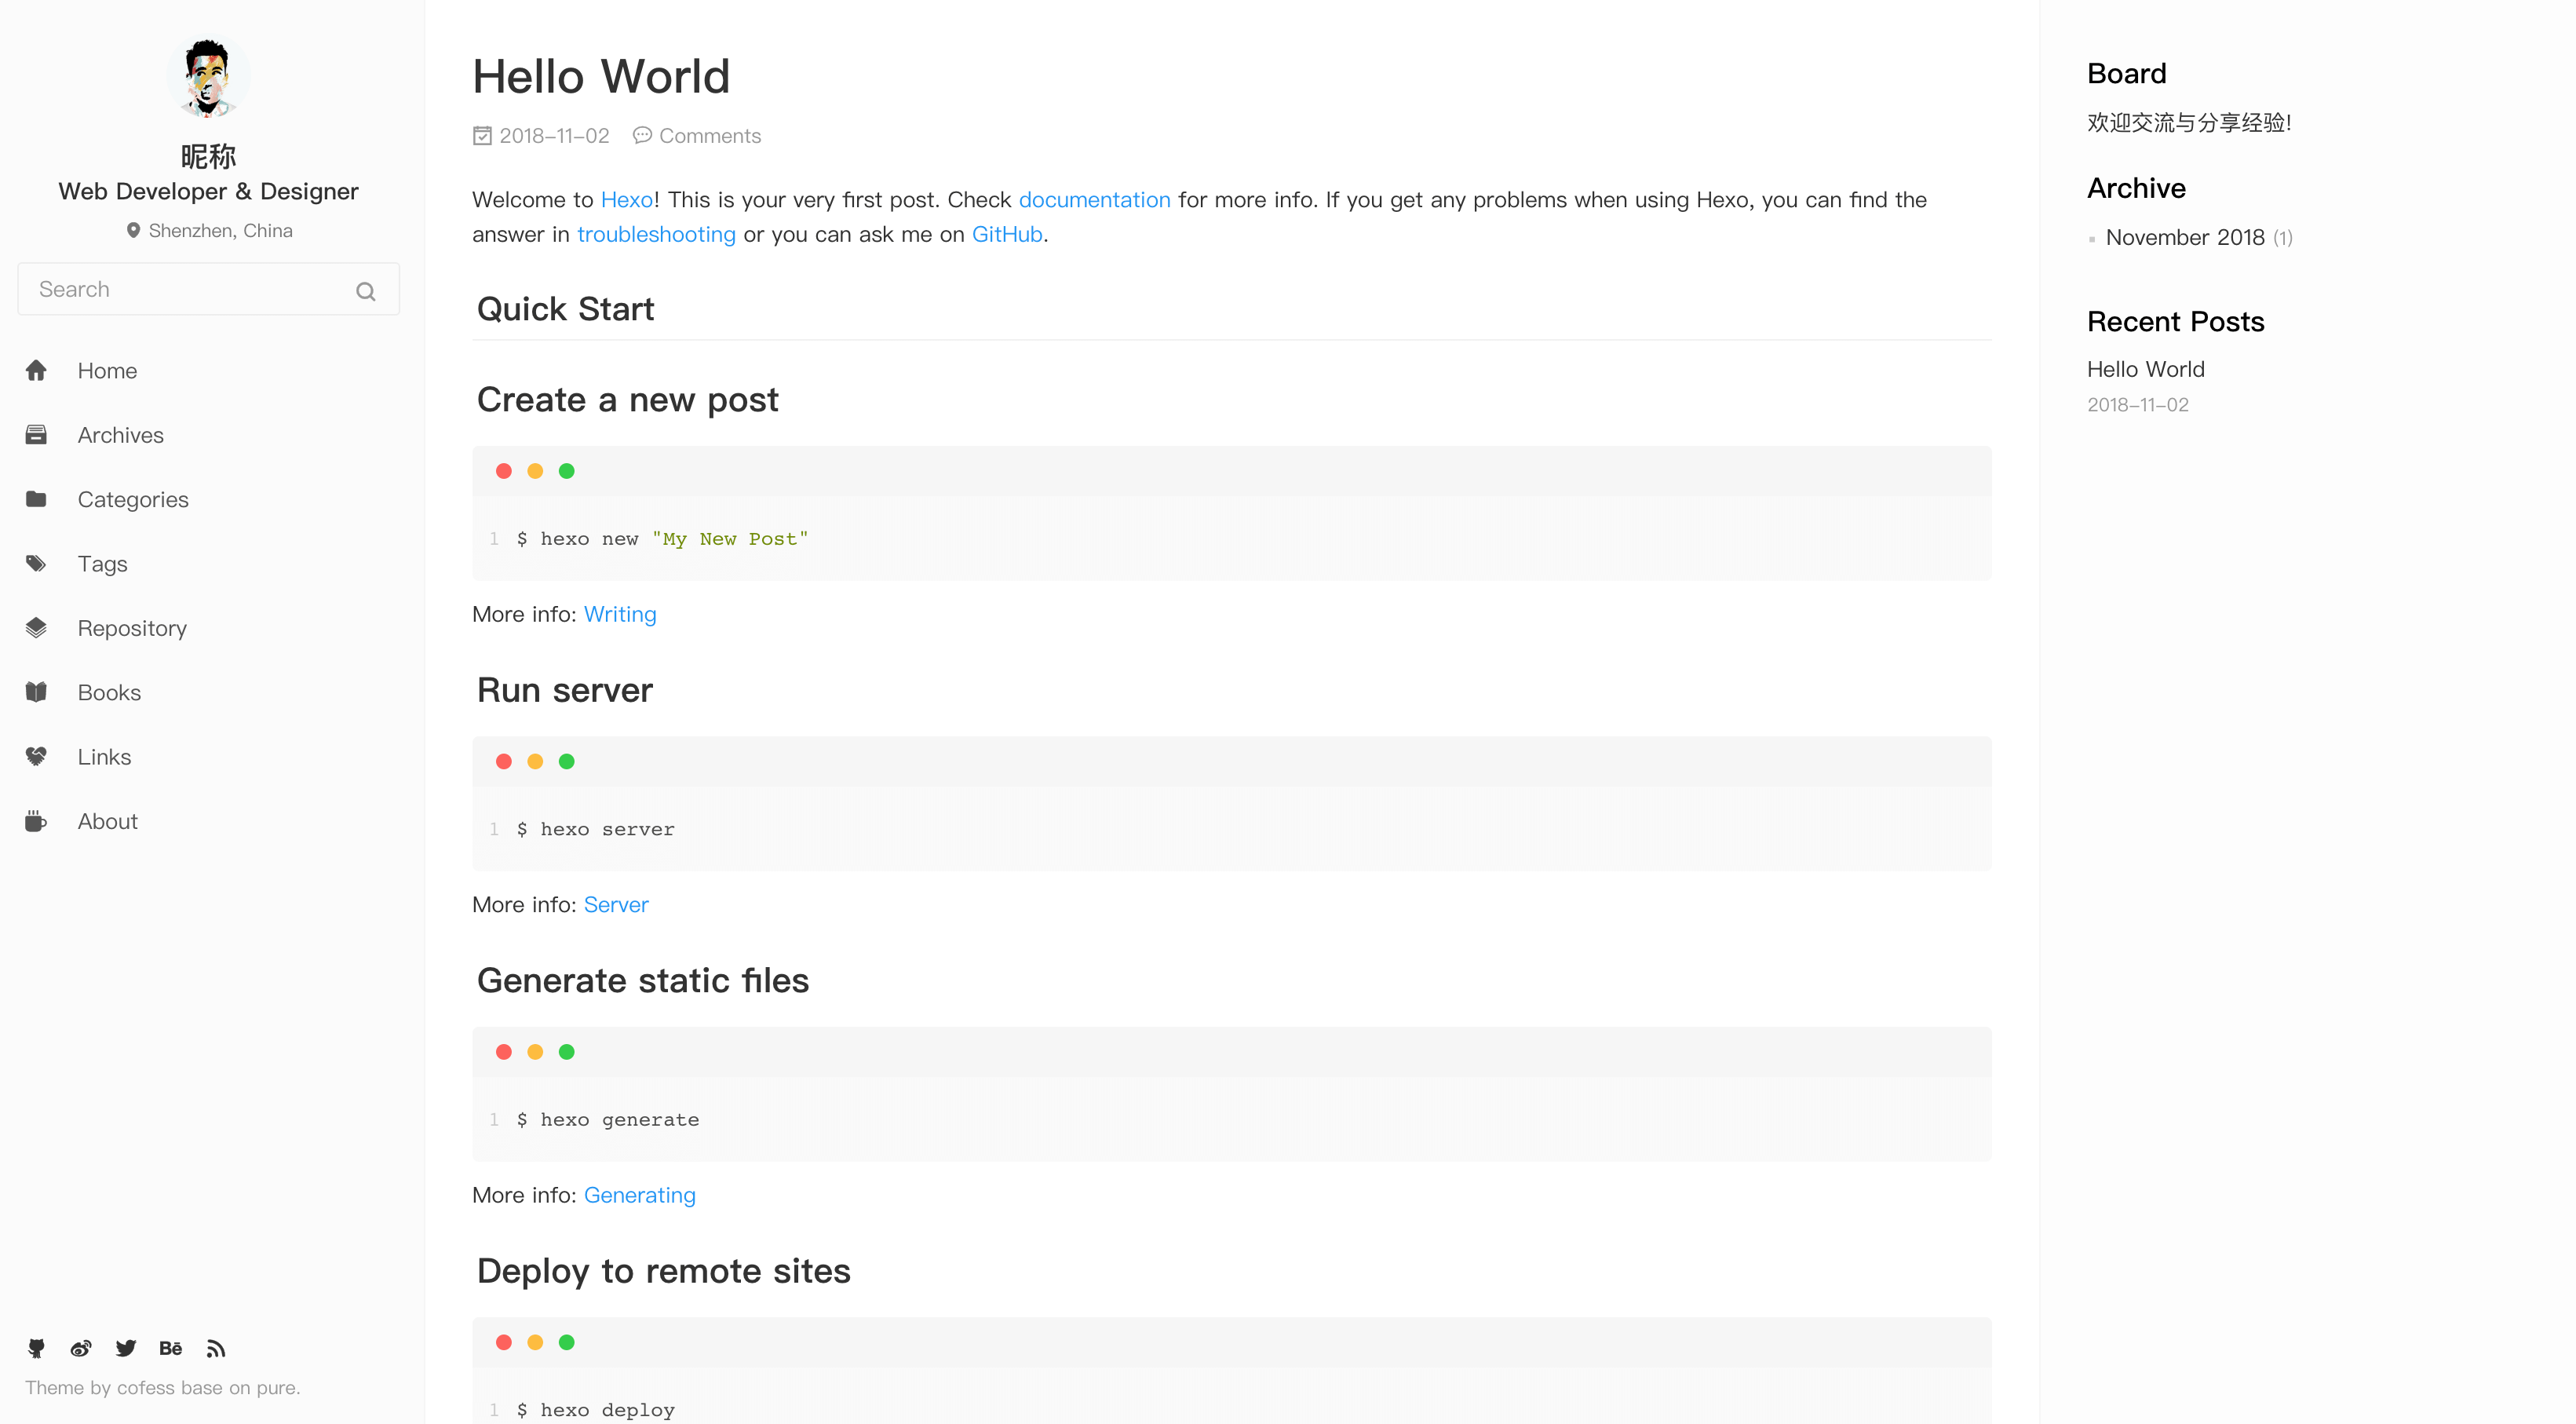 昵称
Web Developer & Designer
Shenzhen, China
Search
Home
Archives
Categories
Tags
Repository
Books
Links
About
Bē
Theme by cofess base on pure.
Hello World
2018-11-02 Comments
Welcome to Hexo! This is your very first post. Check documentation for more info. If you get any problems when using Hexo, you can find the
answer in troubleshooting or you can ask me on GitHub.
Quick Start
Create a new post
1 $ hexo new "My New Post"
More info: Writing
Run server
1 $ hexo server
More info: Server
Generate static files
1 $ hexo generate
More info: Generating
Deploy to remote sites
1 $ hexo deploy
Board
欢迎交流与分享经验!
Archive
November 2018 (1)
Recent Posts
Hello World
2018-11-02